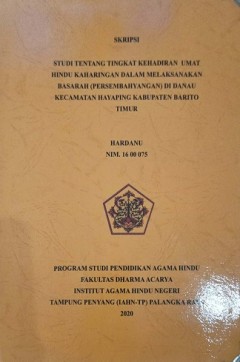 SKRIPSI
STUDI TENTANG TINGKAT KEHADIRAN UMAT
HINDU KAHARINGAN DALAM MELAKSANAKAN
BASARAH (PERSEMBAHYANGAN) DI DANAU
KECAMATAN HAYAPING KABUPATEN BARITO
TIMUR
HARDANU
NIM. 16 00 075
PROGRAM STUDI PENDIDIKAN AGAMA HINDU
FAKULTAS DHARMA ACARYA
INSTITUT AGAMA HINDU NEGERI
TAMPUNG PENYANG (IAHN-TP) PALANGKA
2020